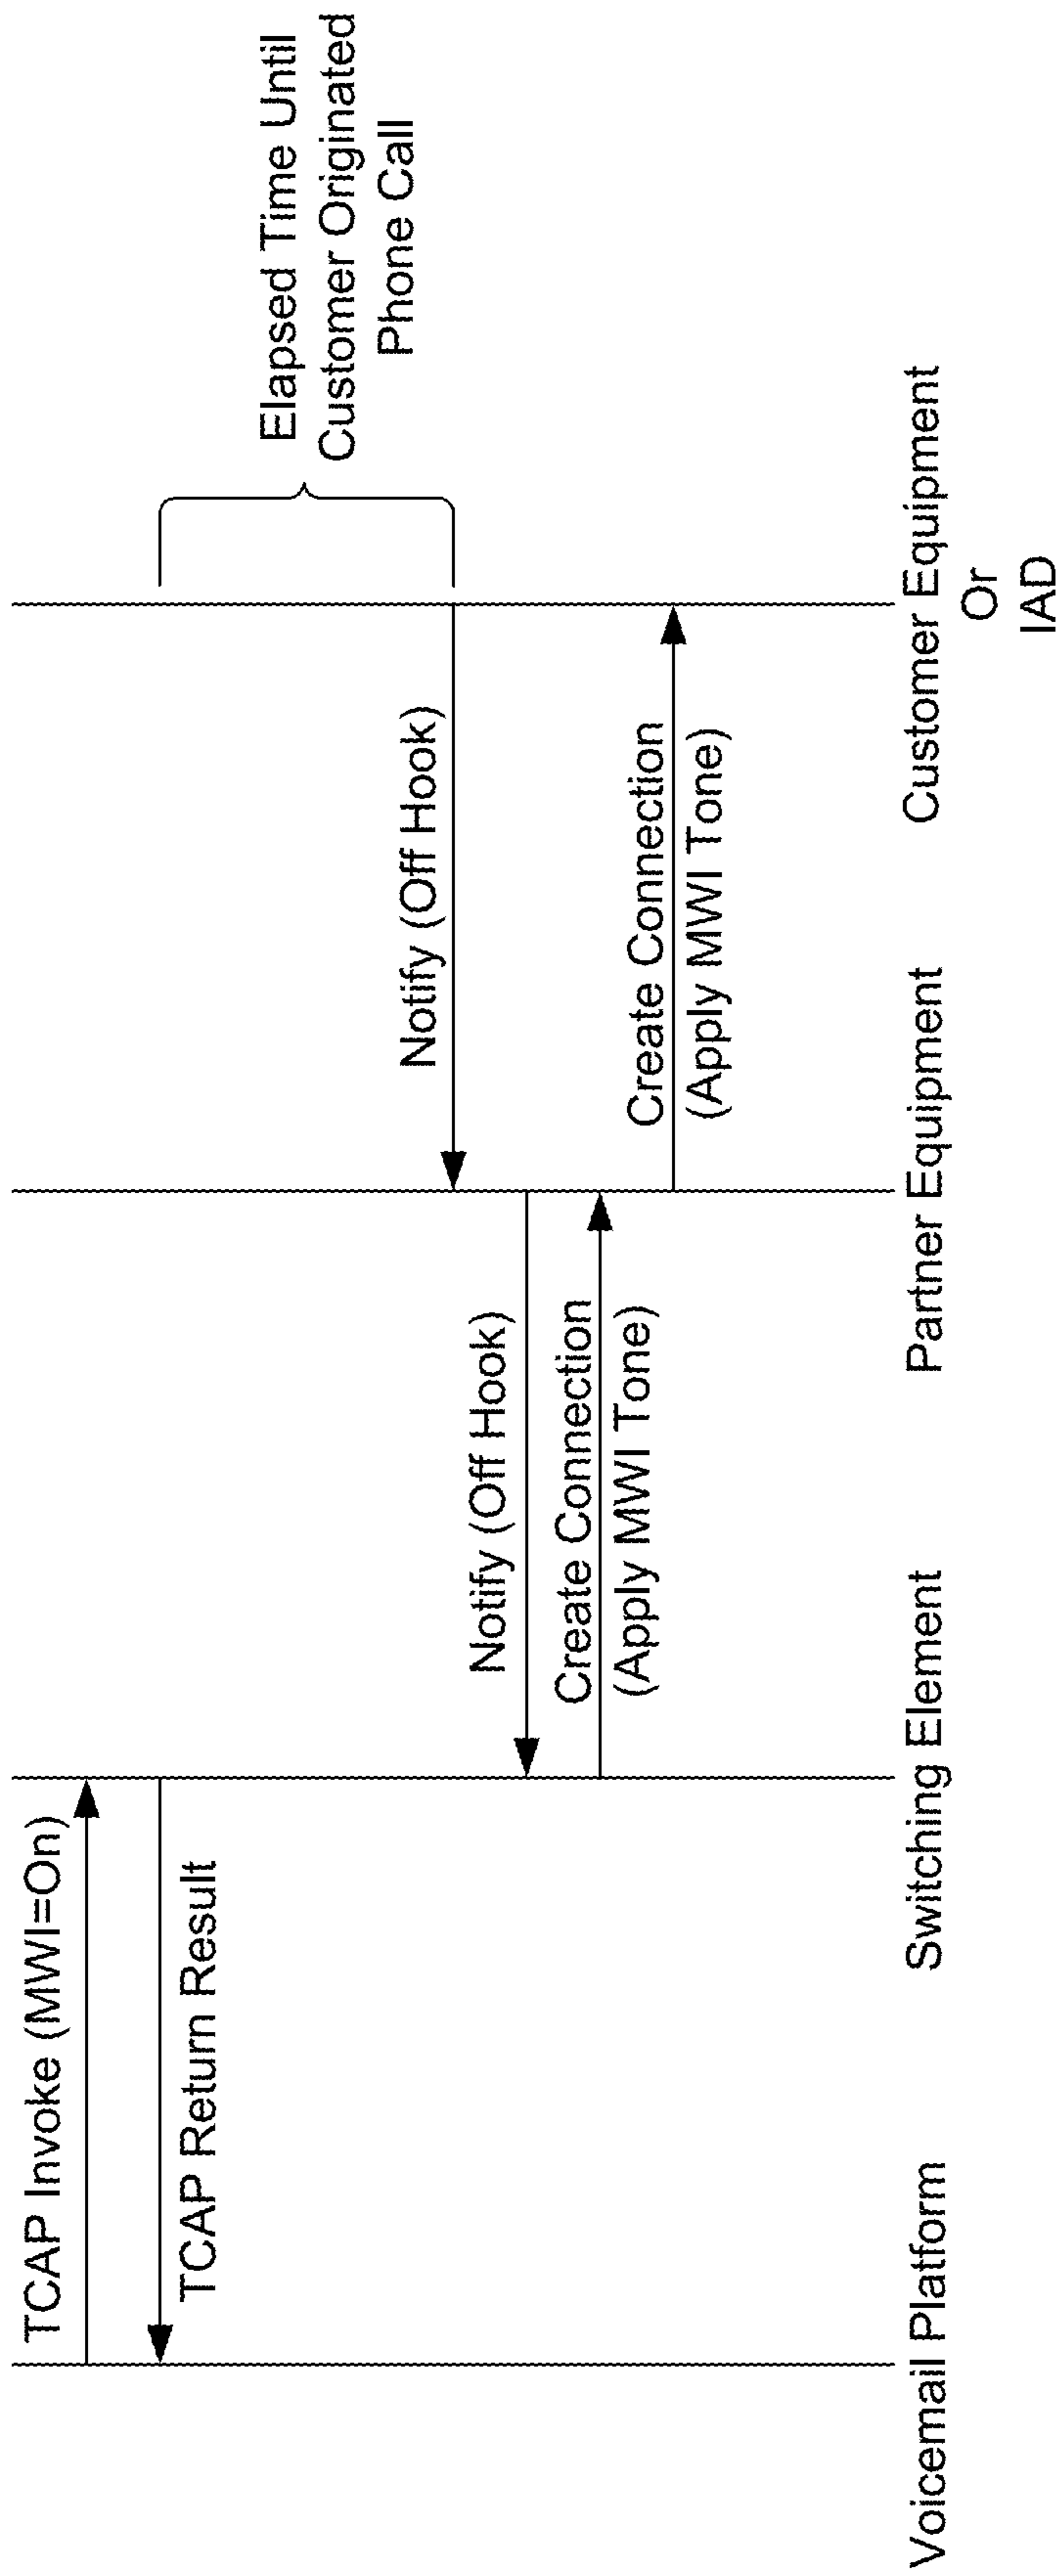 TCAP Invoke (MWI=On)
TCAP Return Result
Elapsed Time Until
Customer Originated
Phone Call
Notify (Off Hook)
Notify (Off Hook)
Create Connection
(Apply MWI Tone)
Create Connection
(Apply MWI Tone)
Voicemail Platform
Switching Element
Partner Equipment
Customer Equipment
Or
IAD